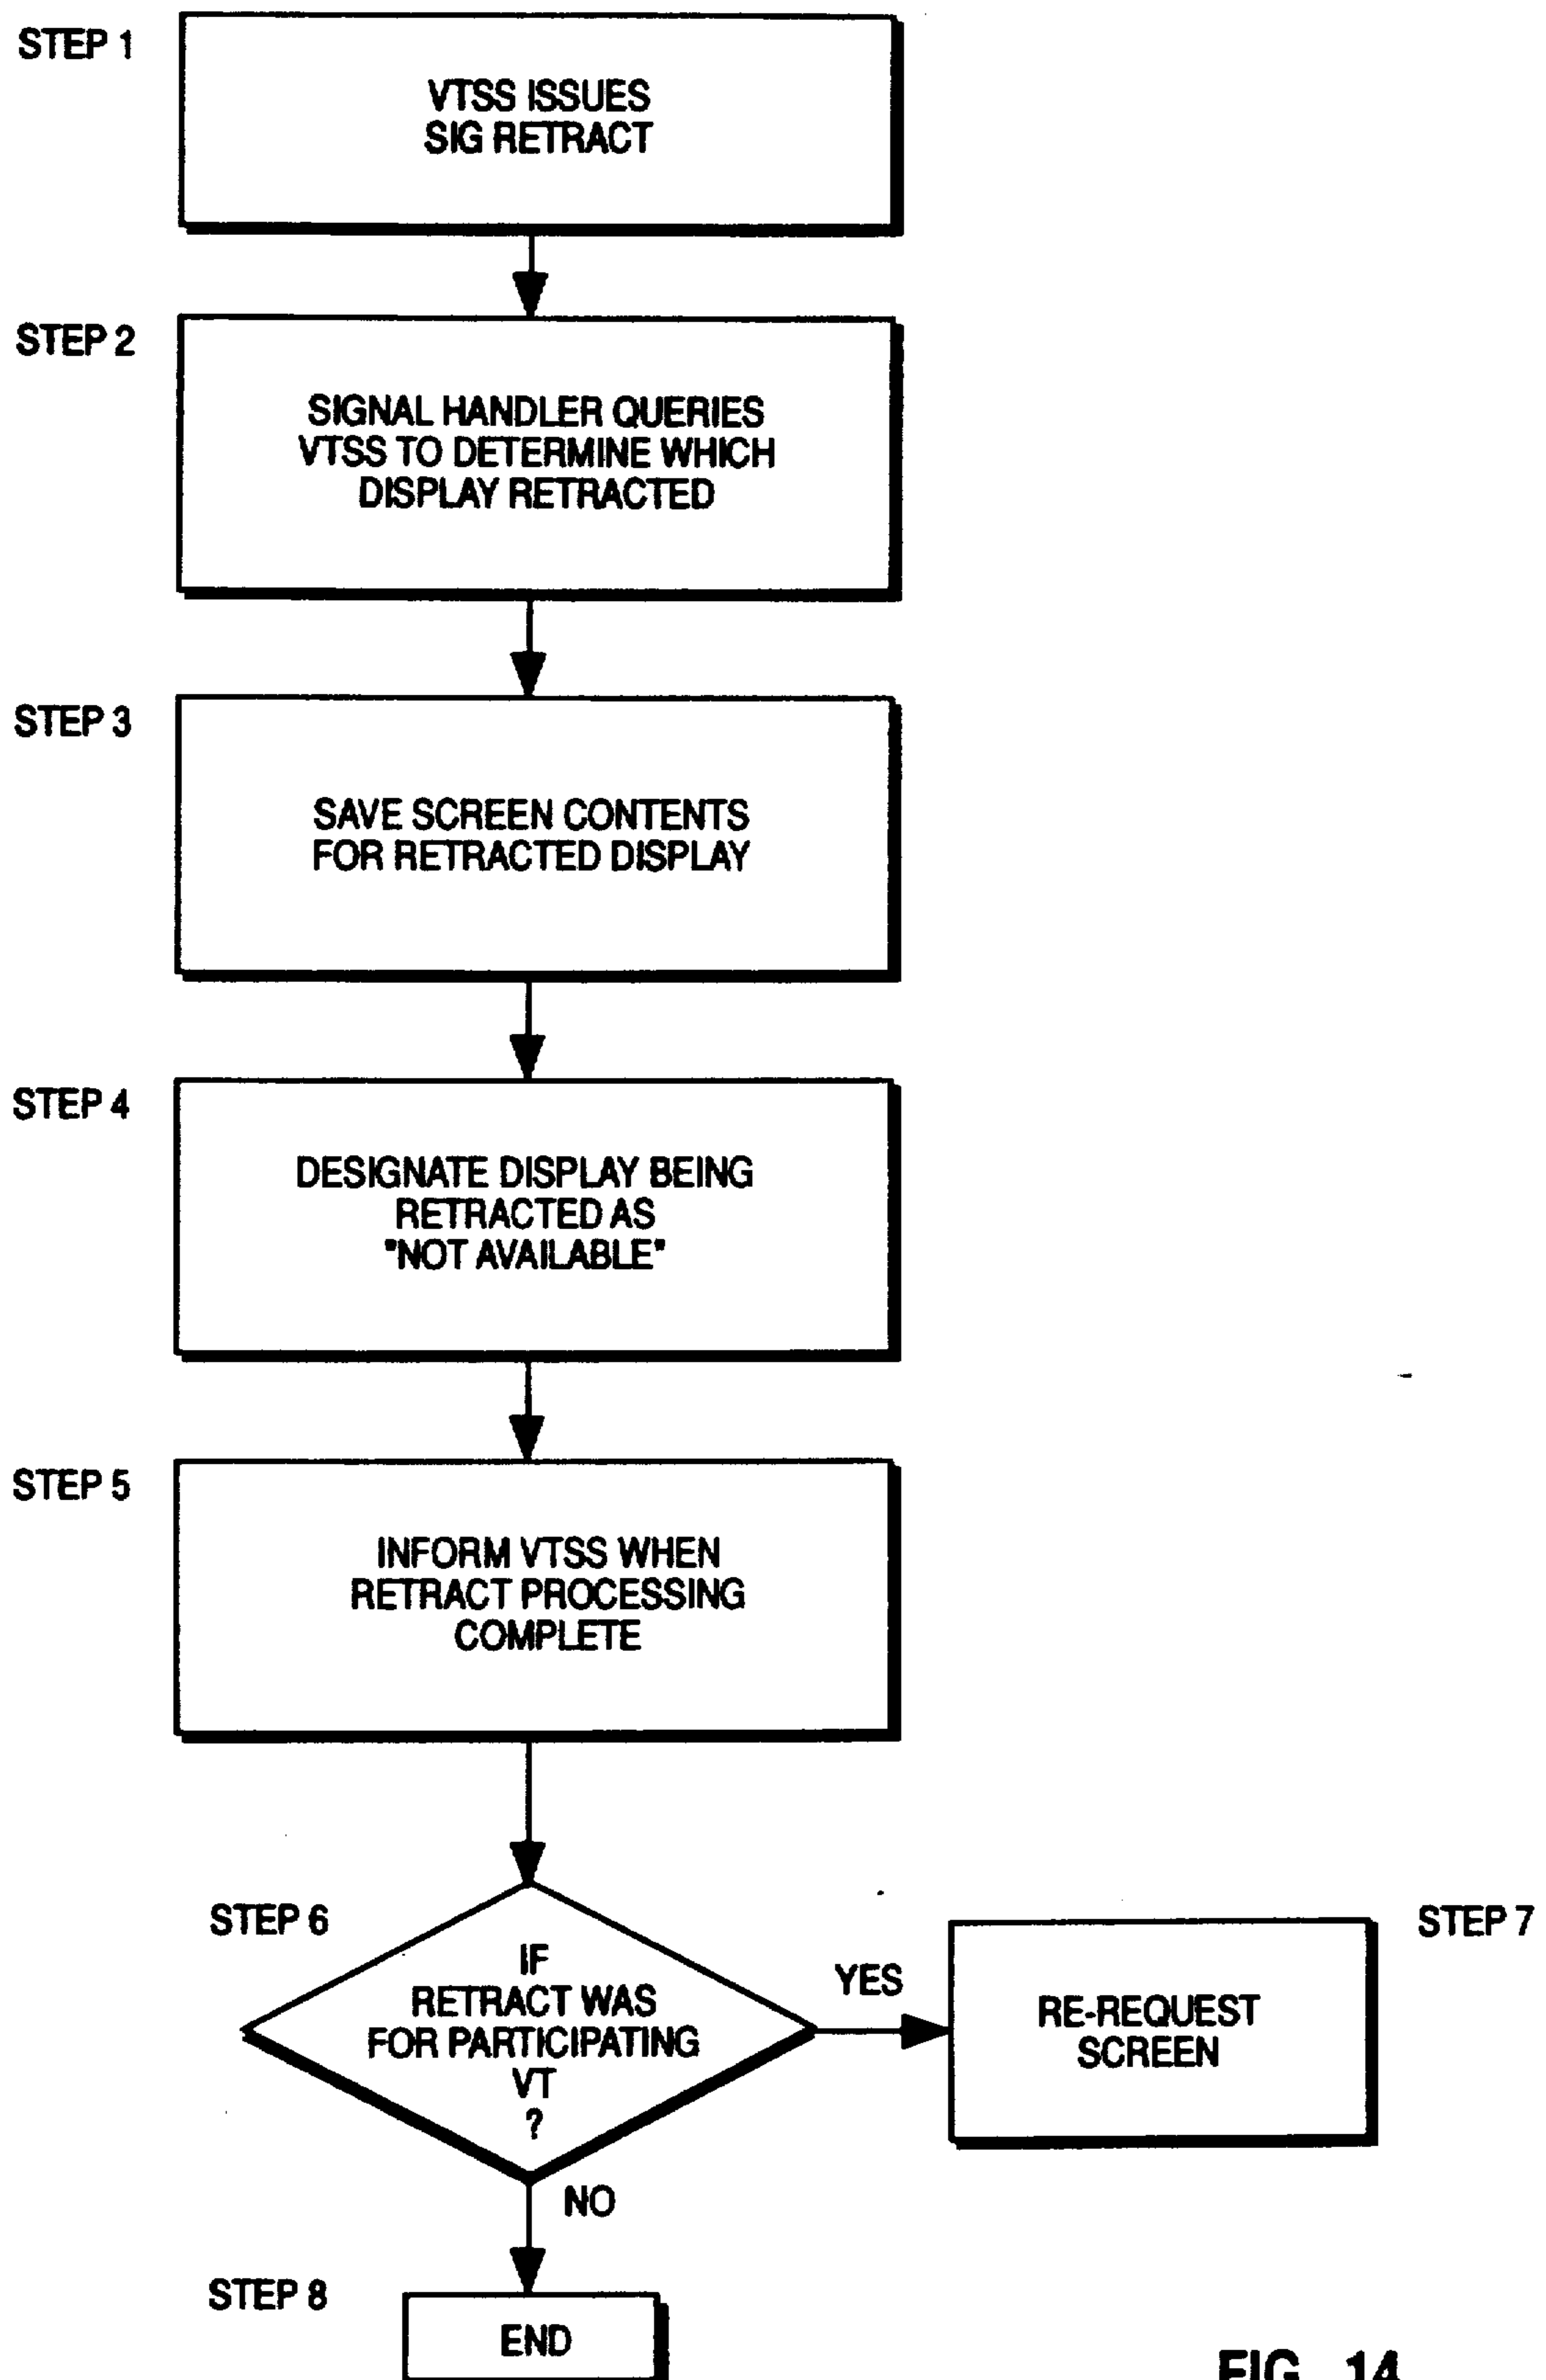 STEP 1
VTSS ISSUES
SIG RETRACT
STEP 2
SIGNAL HANDLER QUERIES
VTSS TO DETERMINE WHICH
DISPLAY RETRACTED
STEP 3
SAVE SCREEN CONTENTS
FOR RETRACTED DISPLAY
STEP 4
DESIGNATE DISPLAY BEING
RETRACTED AS
"NOT AVAILABLE"
STEP 5
INFORM VTSS WHEN
RETRACT PROCESSING
COMPLETE
STEP 6
IF
RETRACT WAS
FOR PARTICIPATING
VT
?
YES
STEP 7
RE-REQUEST
SCREEN
NO
STEP 8
END
FIG_14